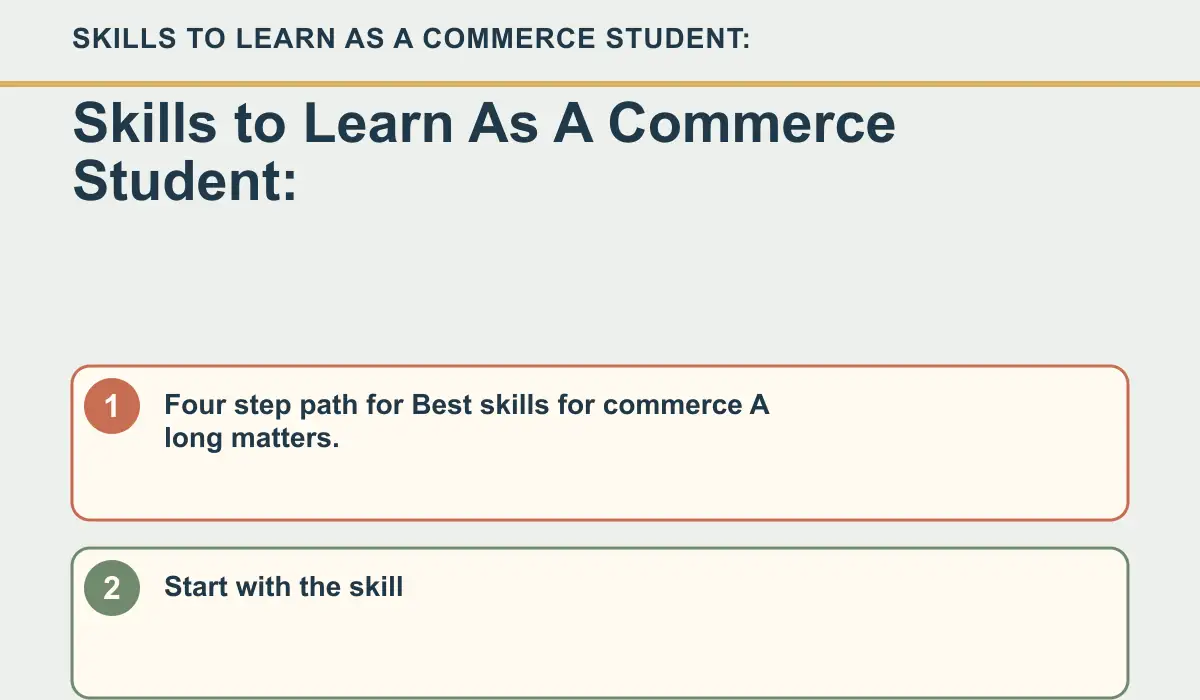 SKILLS TO LEARN AS A COMMERCE STUDENT:
Skills to Learn As A Commerce
Student:
1
Four step path for Best skills for commerce A
long matters.
2
Start with the skill